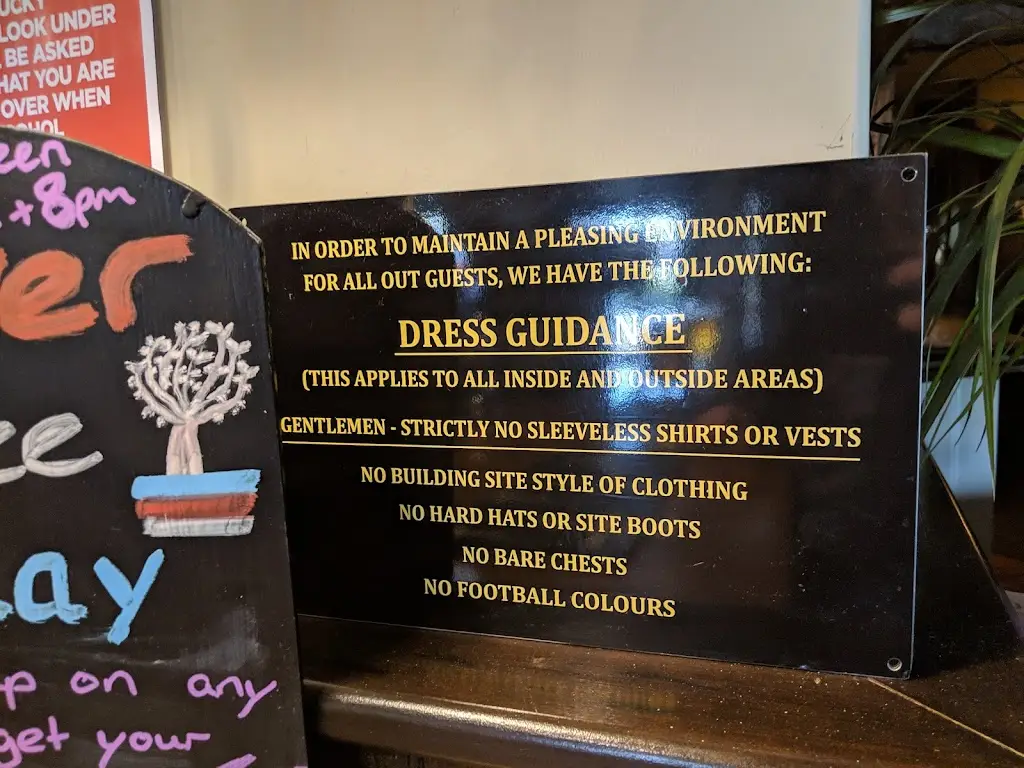 UCKY
LOOK UNDER
BE ASKED
HAT YOU ARE
OVER WHEN
een
+8pm
er
ay
p on any
get your
IN ORDER TO MAINTAIN A PLEASING ENVIRONMENT
FOR ALL OUT GUESTS, WE HAVE THE FOLLOWING:
DRESS GUIDANCE
(THIS APPLIES TO ALL INSIDE AND OUTSIDE AREAS)
GENTLEMEN - STRICTLY NO SLEEVELESS SHIRTS OR VESTS
NO BUILDING SITE STYLE OF CLOTHING
NO HARD HATS OR SITE BOOTS
NO BARE CHESTS
NO FOOTBALL COLOURS